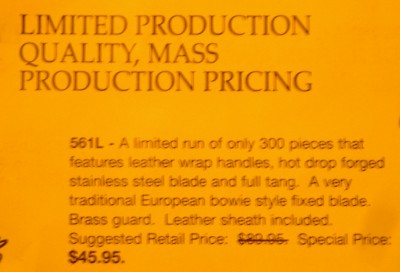 LIMITED PRODUCTION
QUALITY, MASS
PRODUCTION PRICING
561L - A limited run of only 300 pieces that
features leather wrap handles, hot drop forged
stainless steel blade and full tang. A very
traditional European bowie style fixed blade.
Brass guard. Leather sheath included.
Suggested Retail Price: $89.95. Special Price:
$45.95.